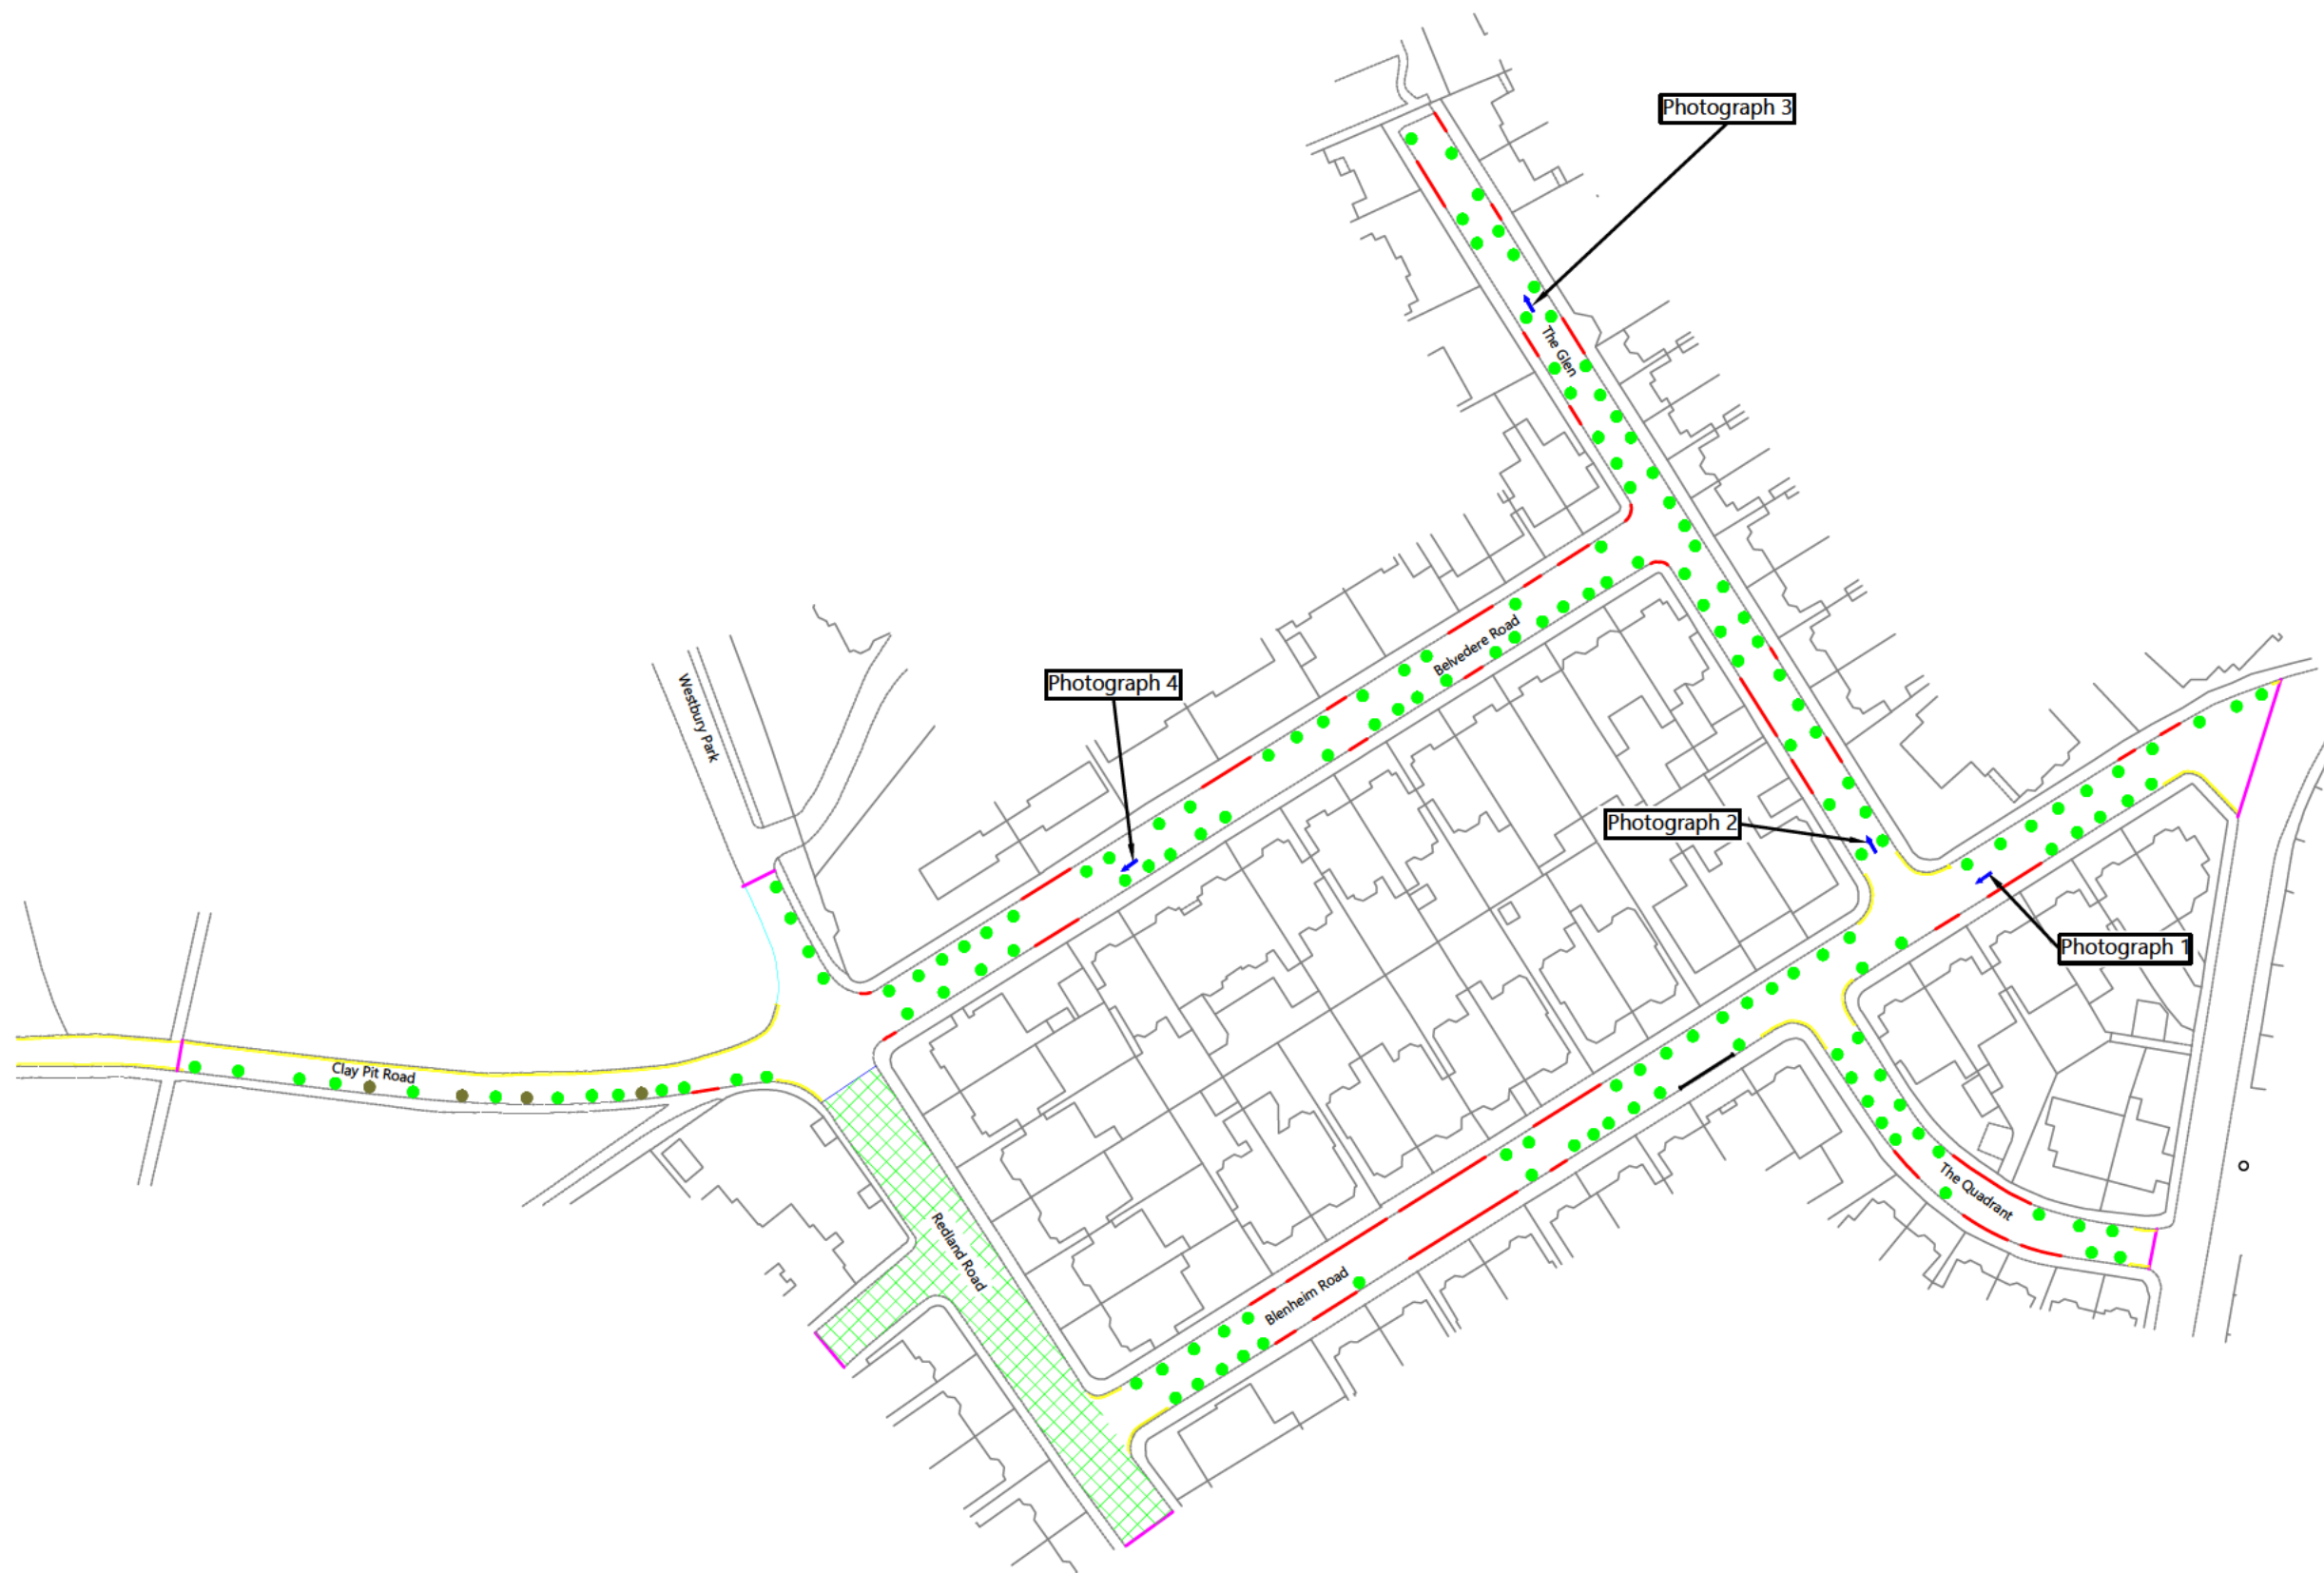 Photograph 3
The Glen
Belvedere Road
Photograph 4
Westbury Park
Photograph 2
Photograph 1
Clay Pit Road
The Quadrant
Redland Road
Blenheim Road